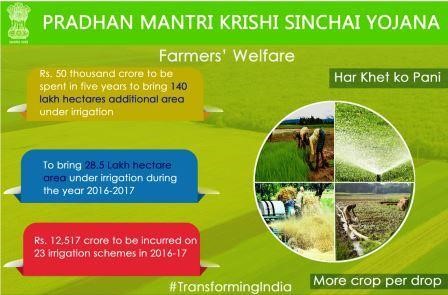 PRADHAN MANTRI KRISHI SINCHAI YOJANA
Farmers' Welfare
Rs. 50 thousand crore to be
spent in five years to bring 140
lakh hectares additional area
under irrigation
Har Khet ko Pani
To bring 28.5 Lakh hectare
area under irrigation during
the year 2016-2017
Rs. 12,517 crore to be incurred on
23 irrigation schemes in 2016-17
#TransformingIndia
More crop per drop